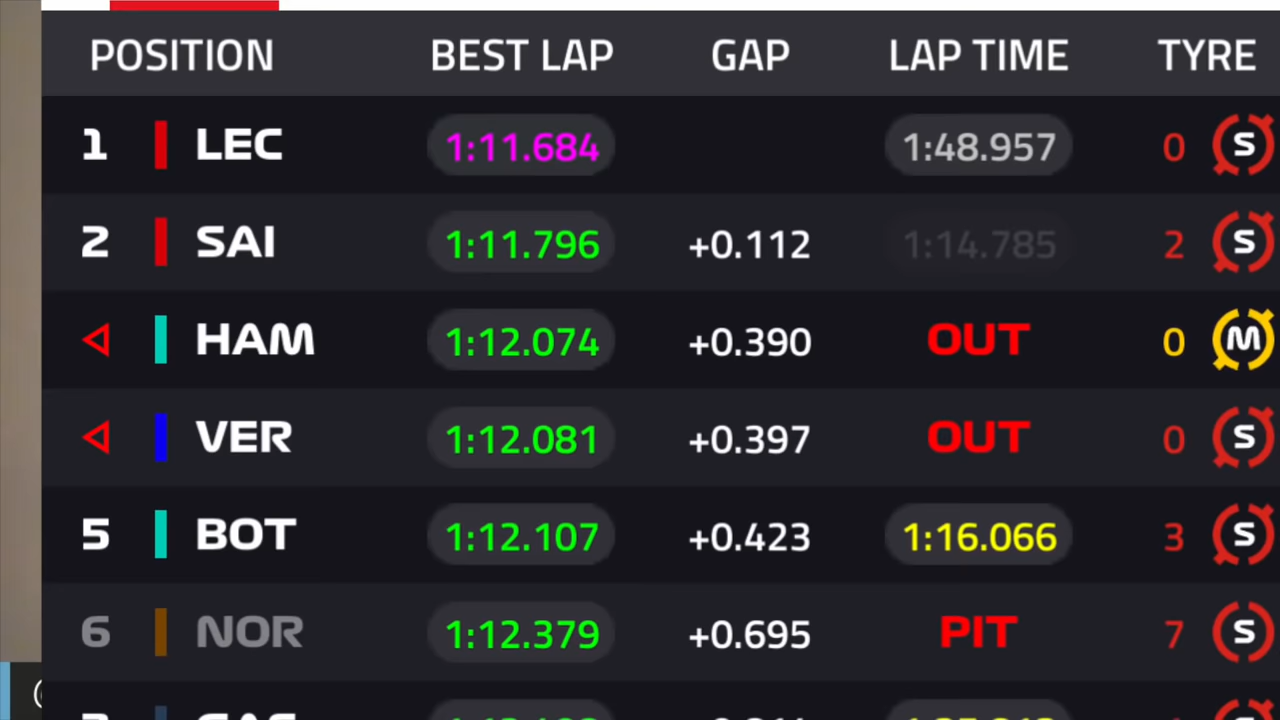 POSITION BEST LAP GAP LAP TIME TYRE
1 LEC 1:11.684 1:48.957 0 S
2 SAI 1:11.796 +0.112 1:14.785 2 S
HAM 1:12.074 +0.390 OUT 0 M
VER 1:12.081 +0.397 OUT 0 S
5 BOT 1:12.107 +0.423 1:16.066 3 S
6 NOR 1:12.379 +0.695 PIT 7 S